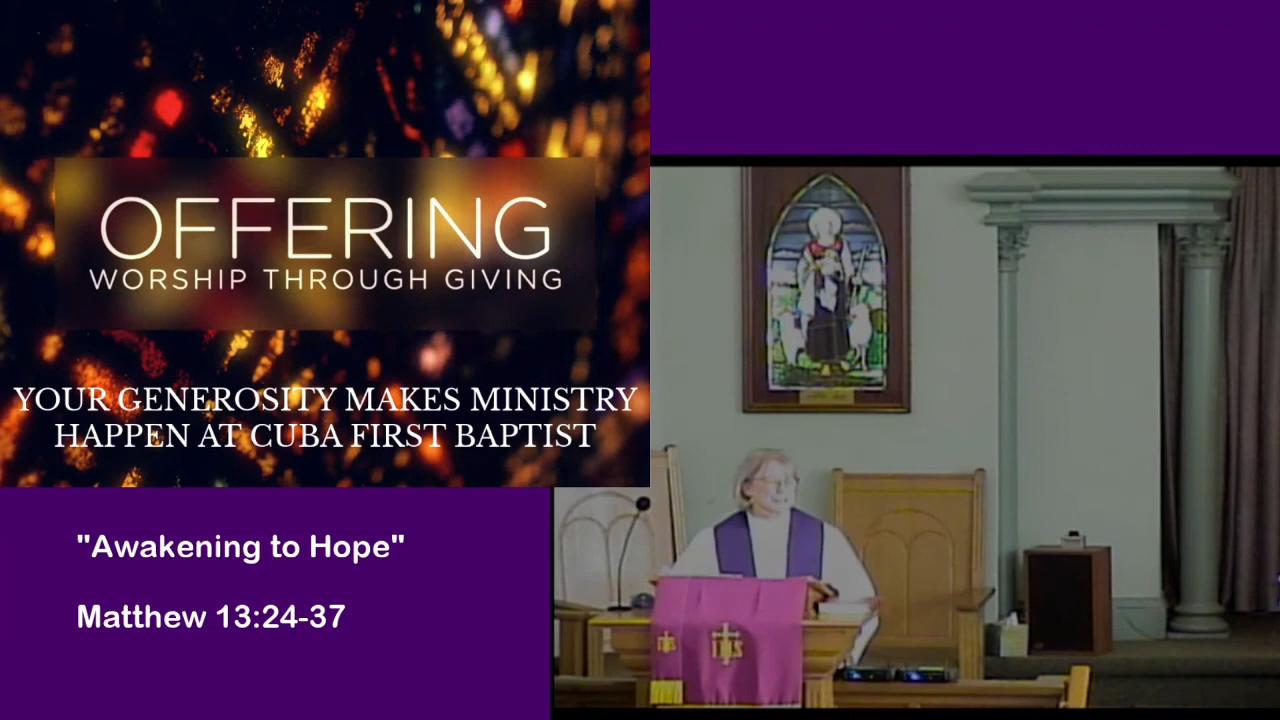 OFFERING
WORSHIP THROUGH GIVING
YOUR GENEROSITY MAKES MINISTRY
HAPPEN AT CUBA FIRST BAPTIST
"Awakening to Hope"
Matthew 13:24-37
IHS